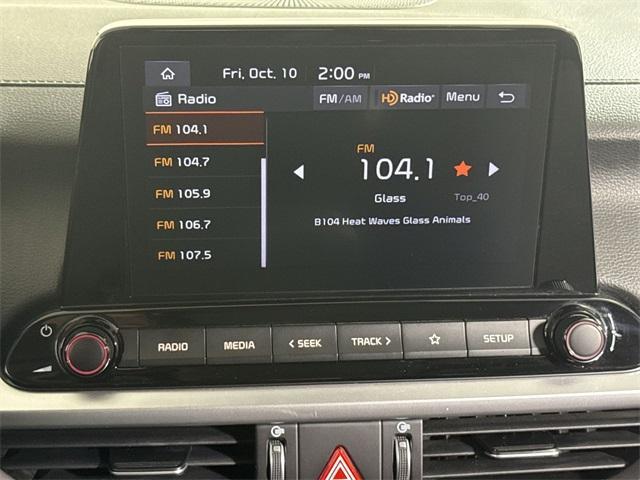 Fri, Oct. 10 2:00 PM
Radio FM/AM HD Radio Menu
FM 104.1
FM 104.7
FM 105.9
FM 106.7
FM 107.5
FM
104.1
Glass Top_40
B104 Heat Waves Glass Animals
RADIO MEDIA < SEEK TRACK > SETUP